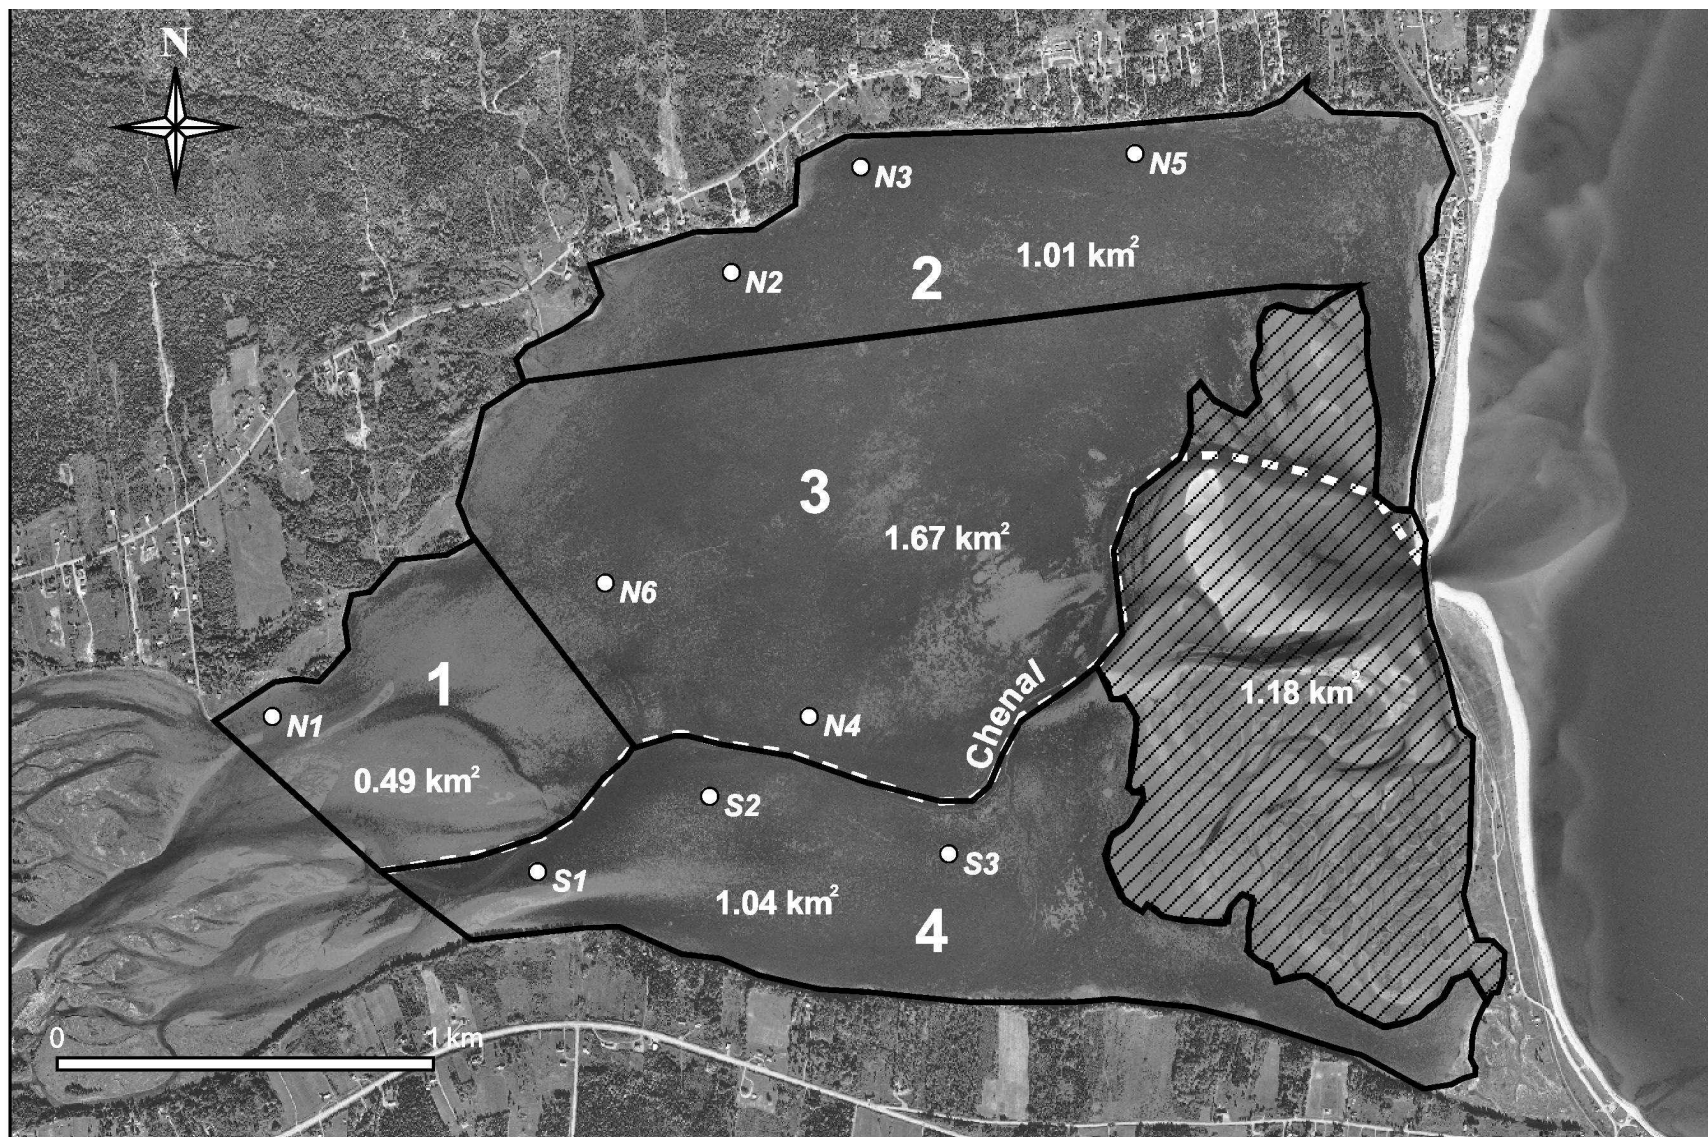 N
N3
N5
N2
2
1.01 km²
3
1.67 km²
N6
1
N1
N4
Chenal
1.18 km²
0.49 km²
S2
S1
S3
1.04 km²
4
0
1 km